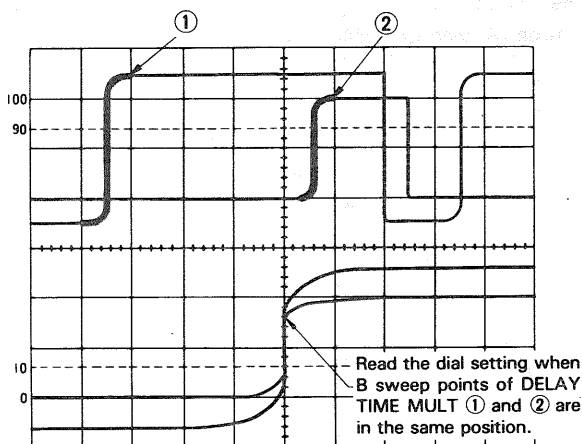 ① ②
100
90
10
0
Read the dial setting when
B sweep points of DELAY
TIME MULT ① and ② are
in the same position.